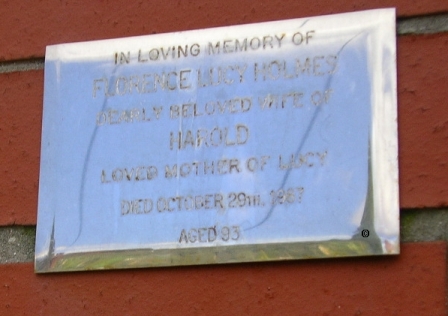 IN LOVING MEMORY OF
FLORENCE LUCY HOLMES
DEARLY BELOVED WIFE OF
HAROLD
LOVED MOTHER OF LUCY
DIED OCTOBER 29TH. 1987
AGED 93